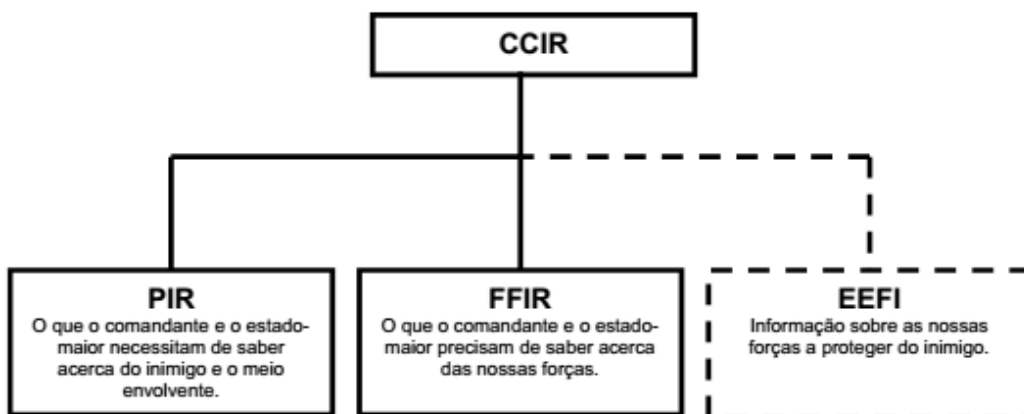 CCIR
PIR
O que o comandante e o estado-
maior necessitam de saber
acerca do inimigo e o meio
envolvente.
FFIR
O que o comandante e o estado-
maior precisam de saber acerca
das nossas forças.
EEFI
Informação sobre as nossas
forças a proteger do inimigo.